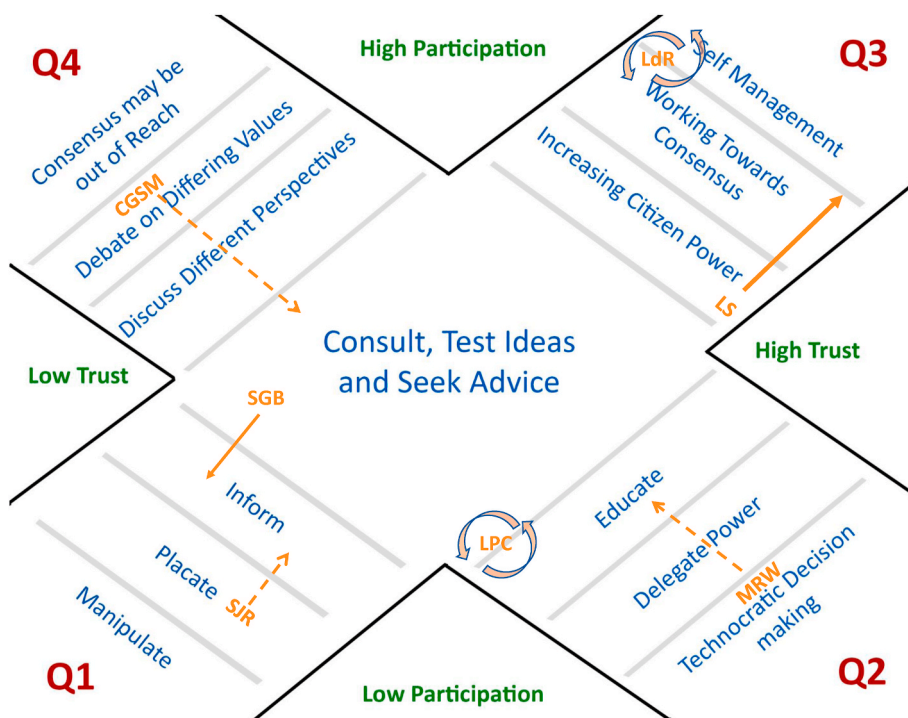 Q4
High Participation
Q3
LdR
Self Management
Working Towards
Consensus
Increasing Citizen Power
LS
Consensus may be
out of Reach
CGSM
Debate on Differing Values
Discuss Different Perspectives
Consult, Test Ideas
and Seek Advice
Low Trust
High Trust
SGB
Inform
Placate
SJR
Manipulate
LPC
Educate
Delegate Power
MRW
Technocratic Decision
making
Q1
Low Participation
Q2